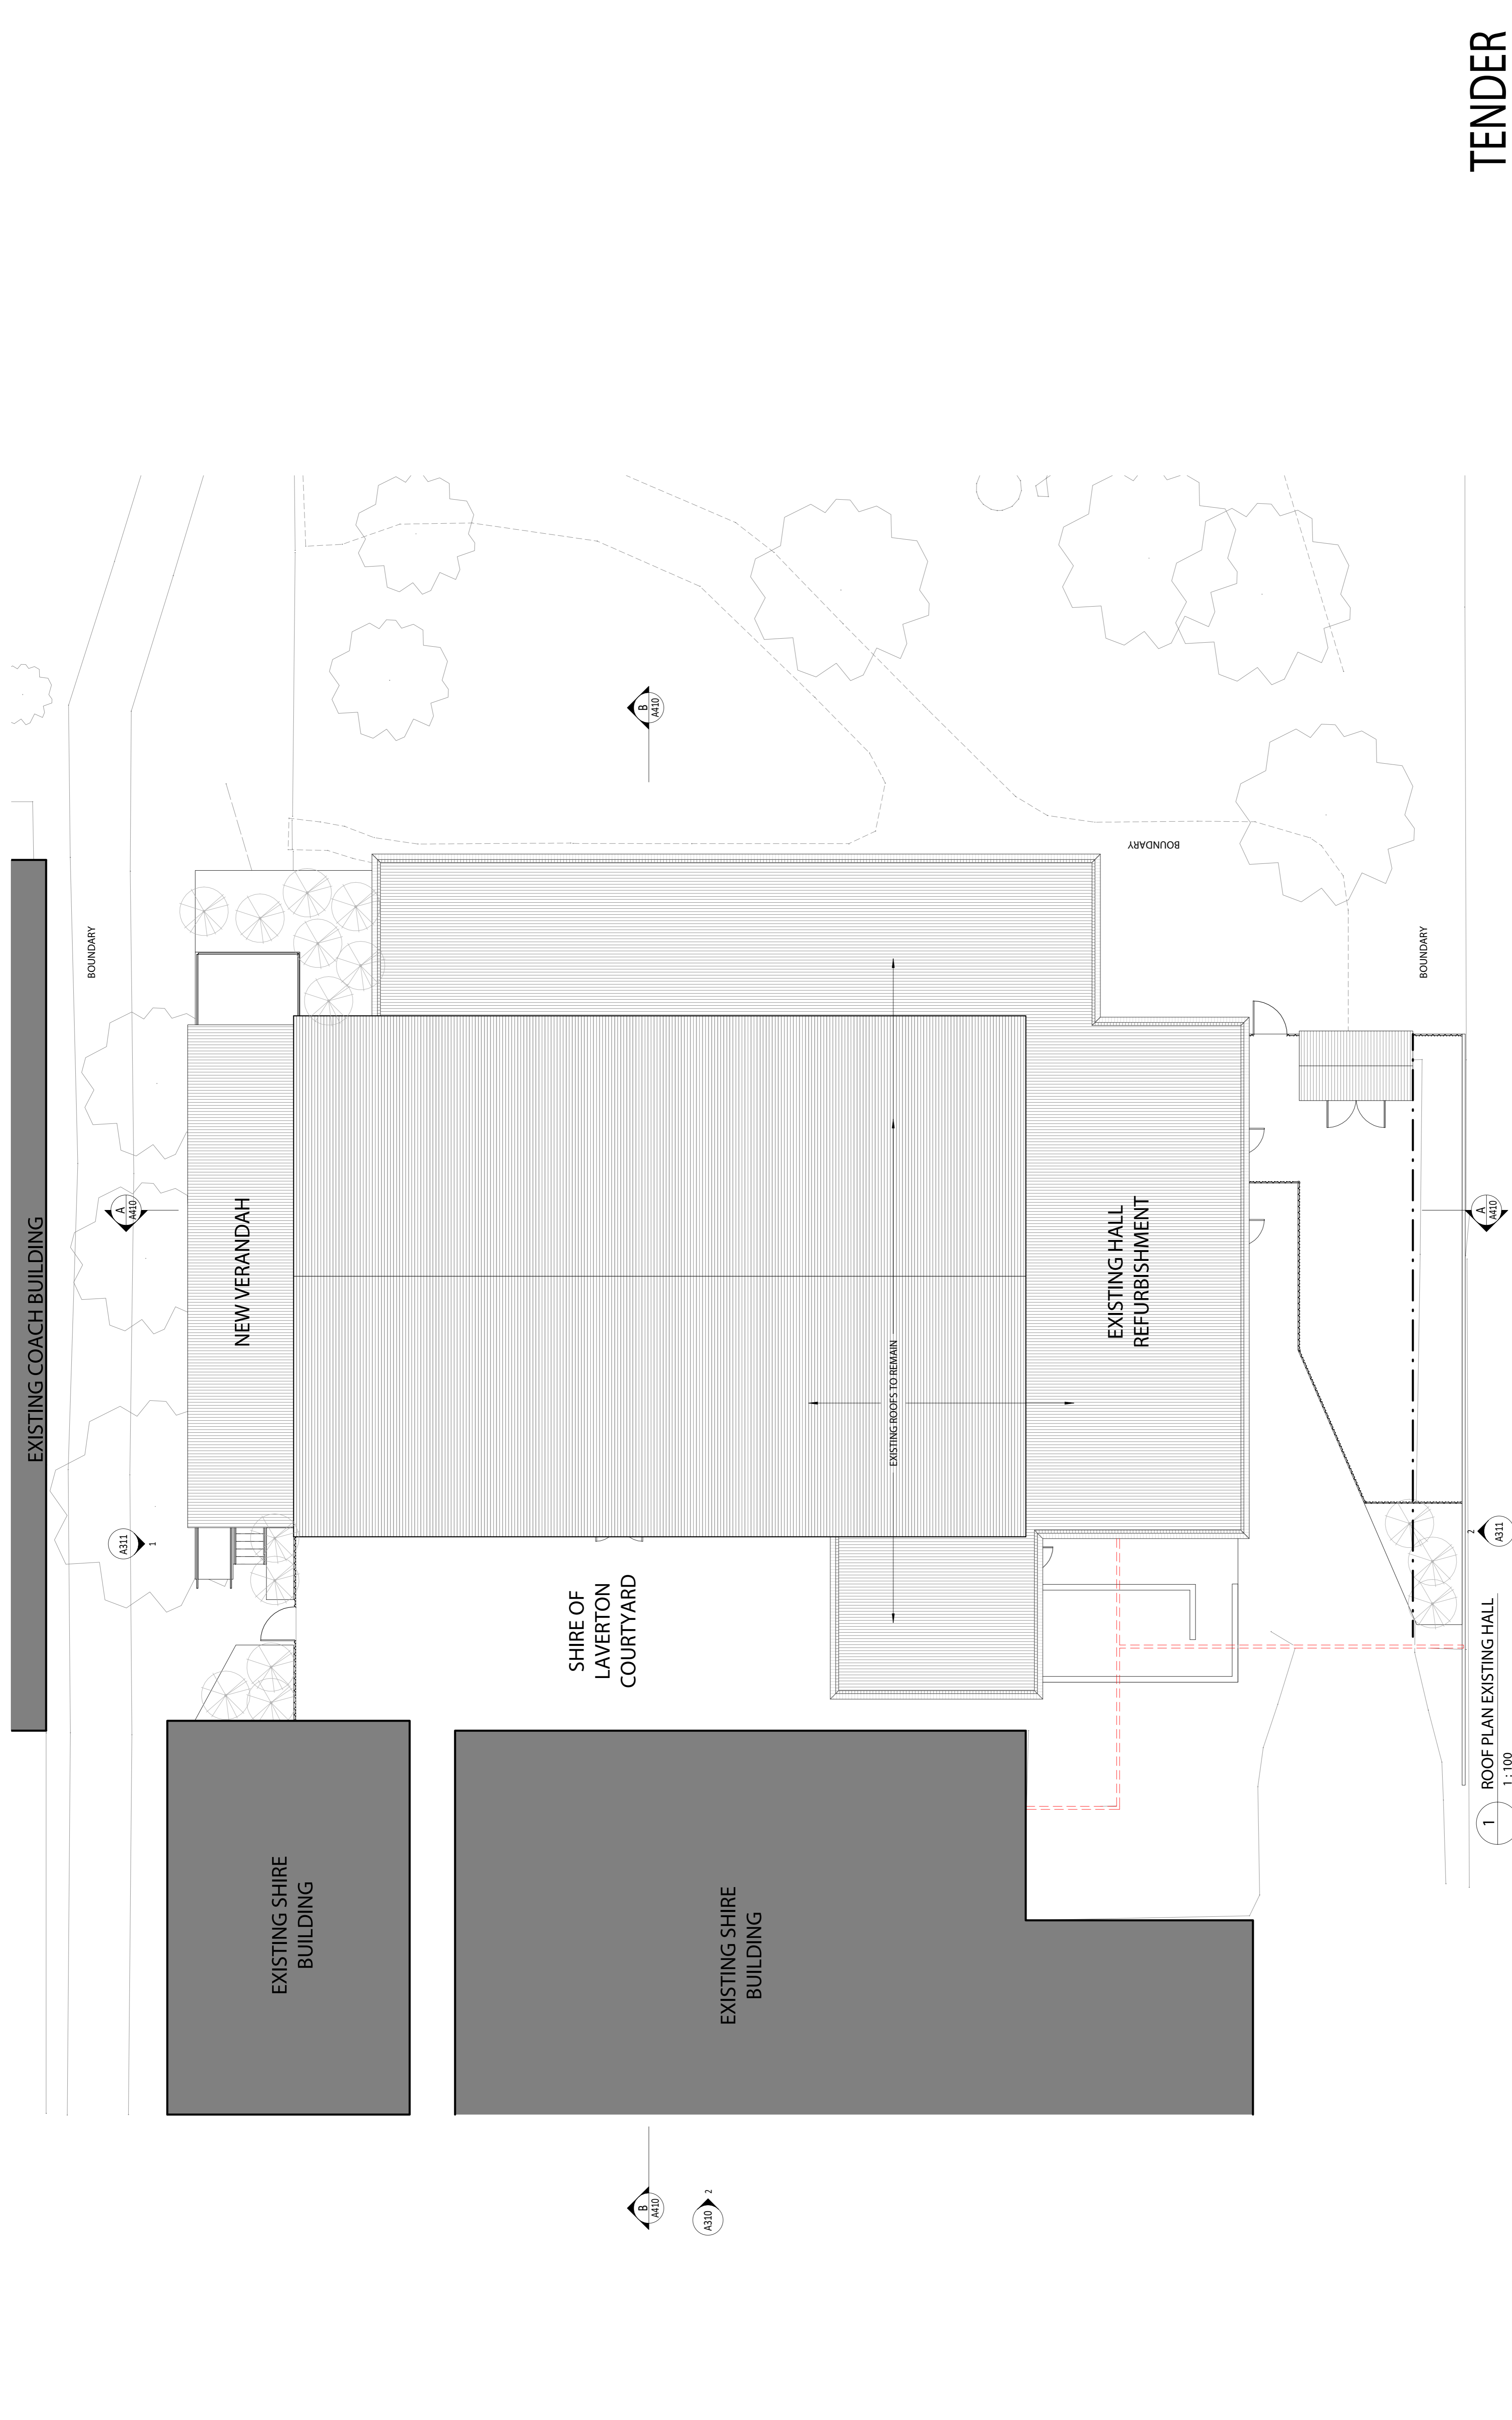 TENDER
EXISTING COACH BUILDING
BOUNDARY
NEW VERANDAH
A
A410
A311
1
B
A410
BOUNDARY
BOUNDARY
EXISTING ROOFS TO REMAIN
EXISTING HALL
REFURBISHMENT
A
A410
SHIRE OF
LAVERTON
COURTYARD
EXISTING SHIRE
BUILDING
EXISTING SHIRE
BUILDING
B
A410
A310
2
2
A311
1
ROOF PLAN EXISTING HALL
1 : 100